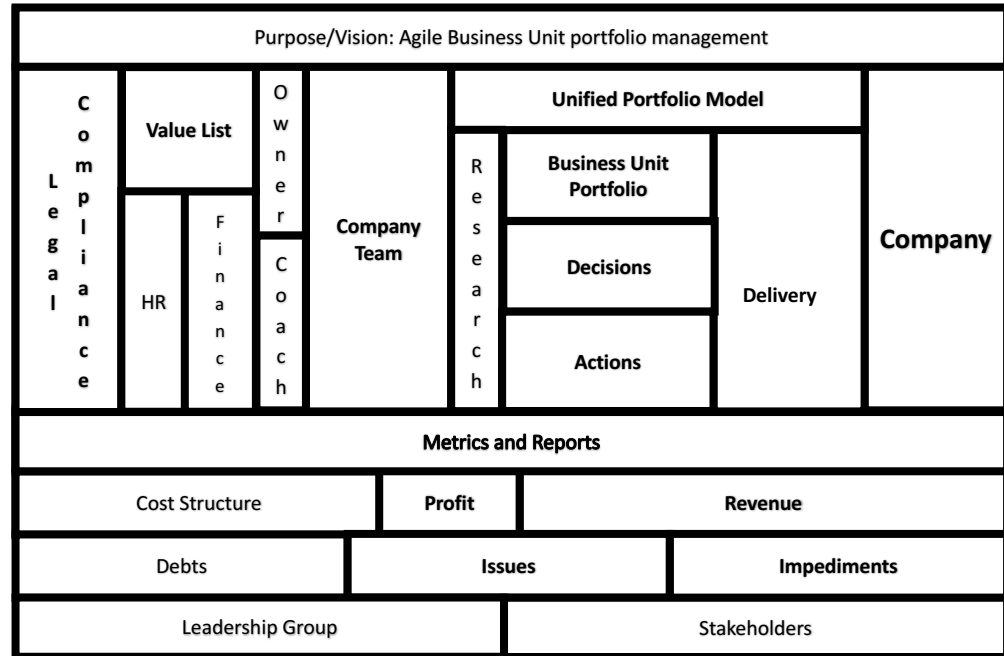 Purpose/Vision: Agile Business Unit portfolio management
Legal
Compliance
Value List
HR
Finance
Owner
Coach
Company
Team
Unified Portfolio Model
Research
Business Unit
Portfolio
Decisions
Actions
Delivery
Company
Metrics and Reports
Cost Structure
Profit
Revenue
Debts
Issues
Impediments
Leadership Group
Stakeholders